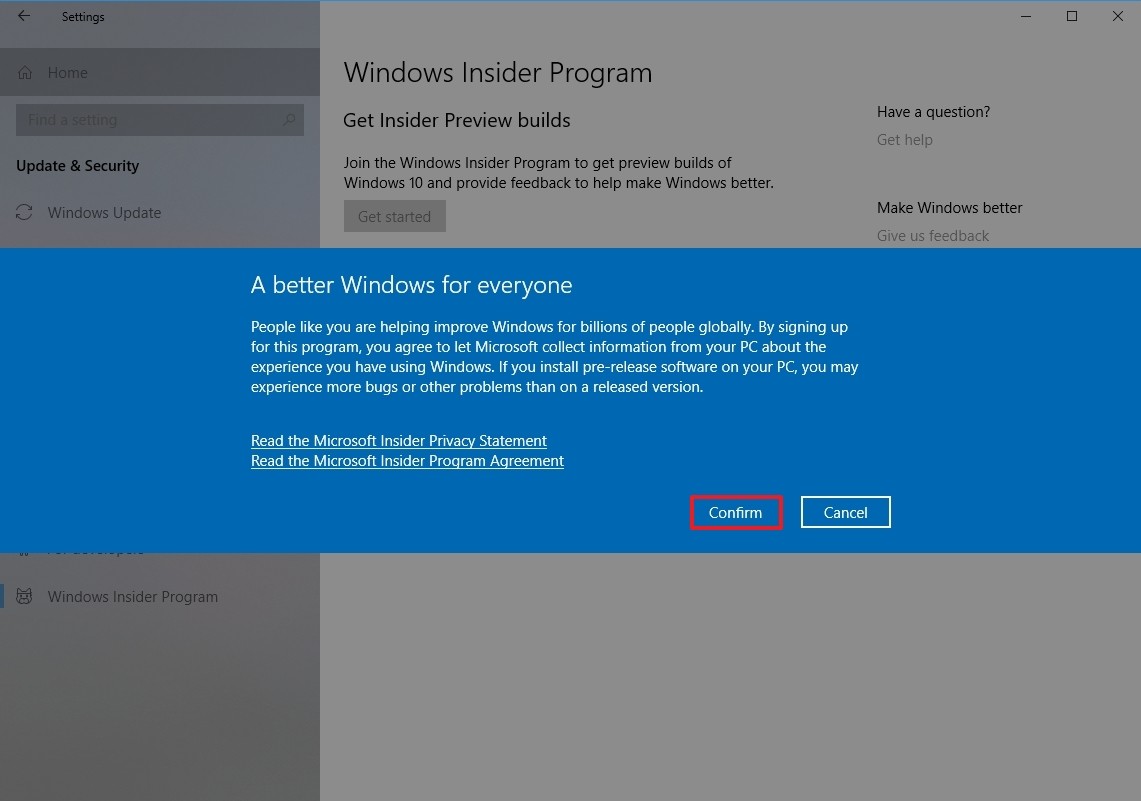 Settings
Home
Find a setting
Update & Security
Windows Update
Windows Insider Program
Get Insider Preview builds
Join the Windows Insider Program to get preview builds of
Windows 10 and provide feedback to help make Windows better.
Get started
Have a question?
Get help
Make Windows better
Give us feedback
A better Windows for everyone
People like you are helping improve Windows for billions of people globally. By signing up
for this program, you agree to let Microsoft collect information from your PC about the
experience you have using Windows. If you install pre-release software on your PC, you may
experience more bugs or other problems than on a released version.
Read the Microsoft Insider Privacy Statement
Read the Microsoft Insider Program Agreement
Confirm
Cancel
For developers
Windows Insider Program